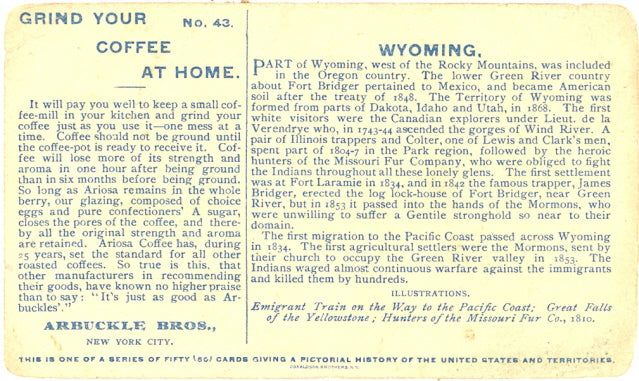 GRIND YOUR No. 43.
COFFEE
AT HOME.
It will pay you well to keep a small cof-
fee-mill in your kitchen and grind your
coffee just as you use it—one mess at a
time. Coffee should not be ground until
the coffee-pot is ready to receive it. Cof-
fee will lose more of its strength and
aroma in one hour after being ground
than in six months before being ground.
So long as Ariosa remains in the whole
berry, our glazing, composed of choice
eggs and pure confectioners' A sugar,
closes the pores of the coffee, and there-
by all the original strength and aroma
are retained. Ariosa Coffee has, during
25 years, set the standard for all other
roasted coffees. So true is this, that
other manufacturers in recommending
their goods, have known no higher praise
than to say: "It's just as good as Ar-
buckles'."
ARBUCKLE BROS.,
NEW YORK CITY.
WYOMING,
PART of Wyoming, west of the Rocky Mountains, was included
in the Oregon country. The lower Green River country
about Fort Bridger pertained to Mexico, and became American
soil after the treaty of 1848. The Territory of Wyoming was
formed from parts of Dakota, Idaho and Utah, in 1868. The first
white visitors were the Canadian explorers under Lieut. de la
Verendrye who, in 1743-44 ascended the gorges of Wind River. A
pair of Illinois trappers and Colter, one of Lewis and Clark's men,
spent part of 1804-7 in the Park region, followed by the heroic
hunters of the Missouri Fur Company, who were obliged to fight
the Indians throughout all these lonely glens. The first settlement
was at Fort Laramie in 1834, and in 1842 the famous trapper, James
Bridger, erected the log lock-house of Fort Bridger, near Green
River, but in 1853 it passed into the hands of the Mormons, who
were unwilling to suffer a Gentile stronghold so near to their
domain.
The first migration to the Pacific Coast passed across Wyoming
in 1834. The first agricultural settlers were the Mormons, sent by
their church to occupy the Green River valley in 1853. The
Indians waged almost continuous warfare against the immigrants
and killed them by hundreds.
ILLUSTRATIONS.
Emigrant Train on the Way to the Pacific Coast; Great Falls
of the Yellowstone; Hunters of the Missouri Fur Co., 1810.
THIS IS ONE OF A SERIES OF FIFTY (50) CARDS GIVING A PICTORIAL HISTORY OF THE UNITED STATES AND TERRITORIES.
DONALDSON BROTHERS, N.Y.